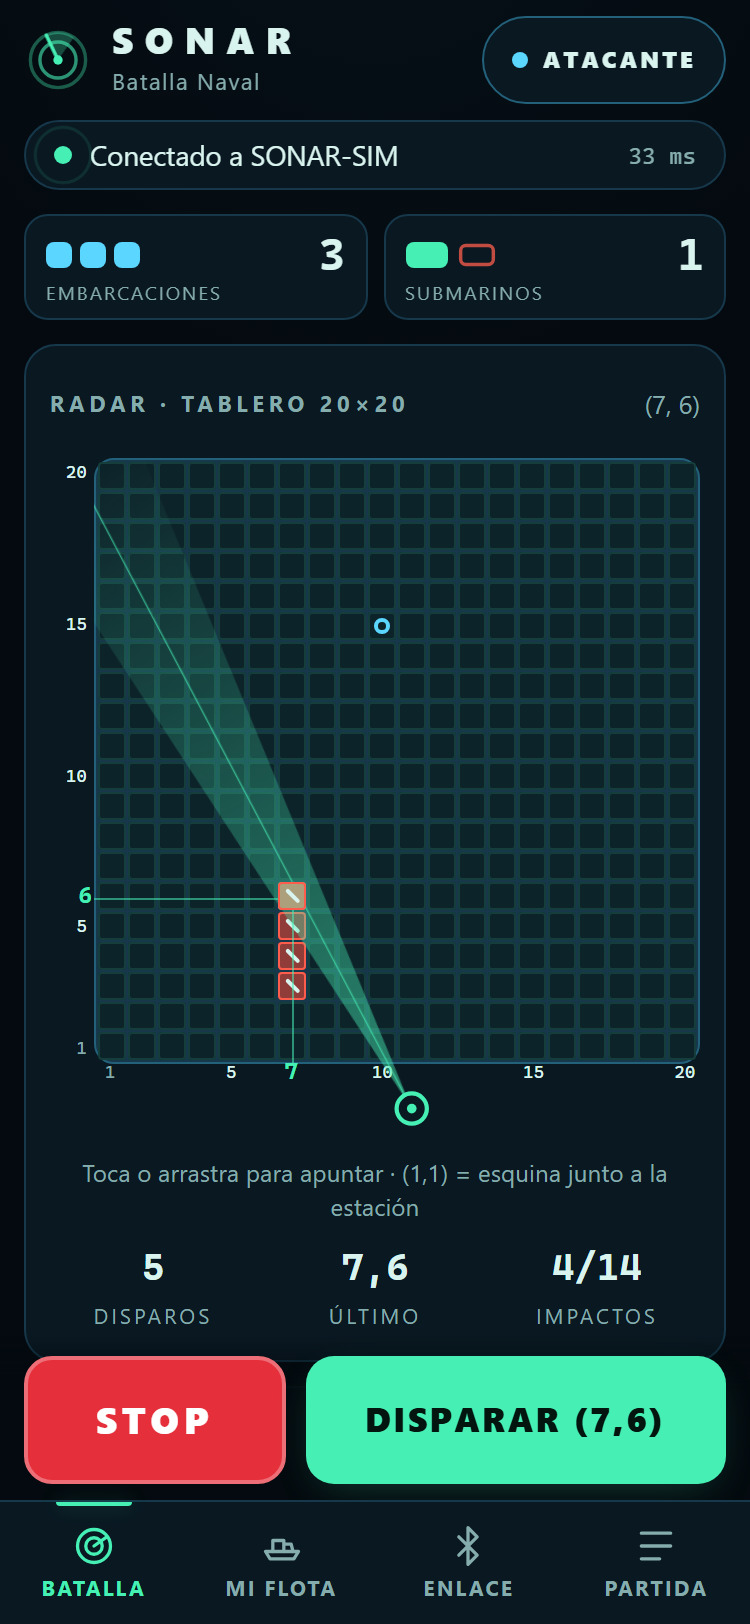 SONAR
Batalla Naval
ATACANTE
Conectado a SONAR-SIM
33 ms
3
EMBARCACIONES
1
SUBMARINOS
RADAR · TABLERO 20×20
(7, 6)
20
15
10
6
5
1
1 5 7 10 15 20
Toca o arrastra para apuntar · (1,1) = esquina junto a la
estación
5 7,6 4/14
DISPAROS ÚLTIMO IMPACTOS
STOP
DISPARAR (7,6)
BATALLA MI FLOTA ENLACE PARTIDA